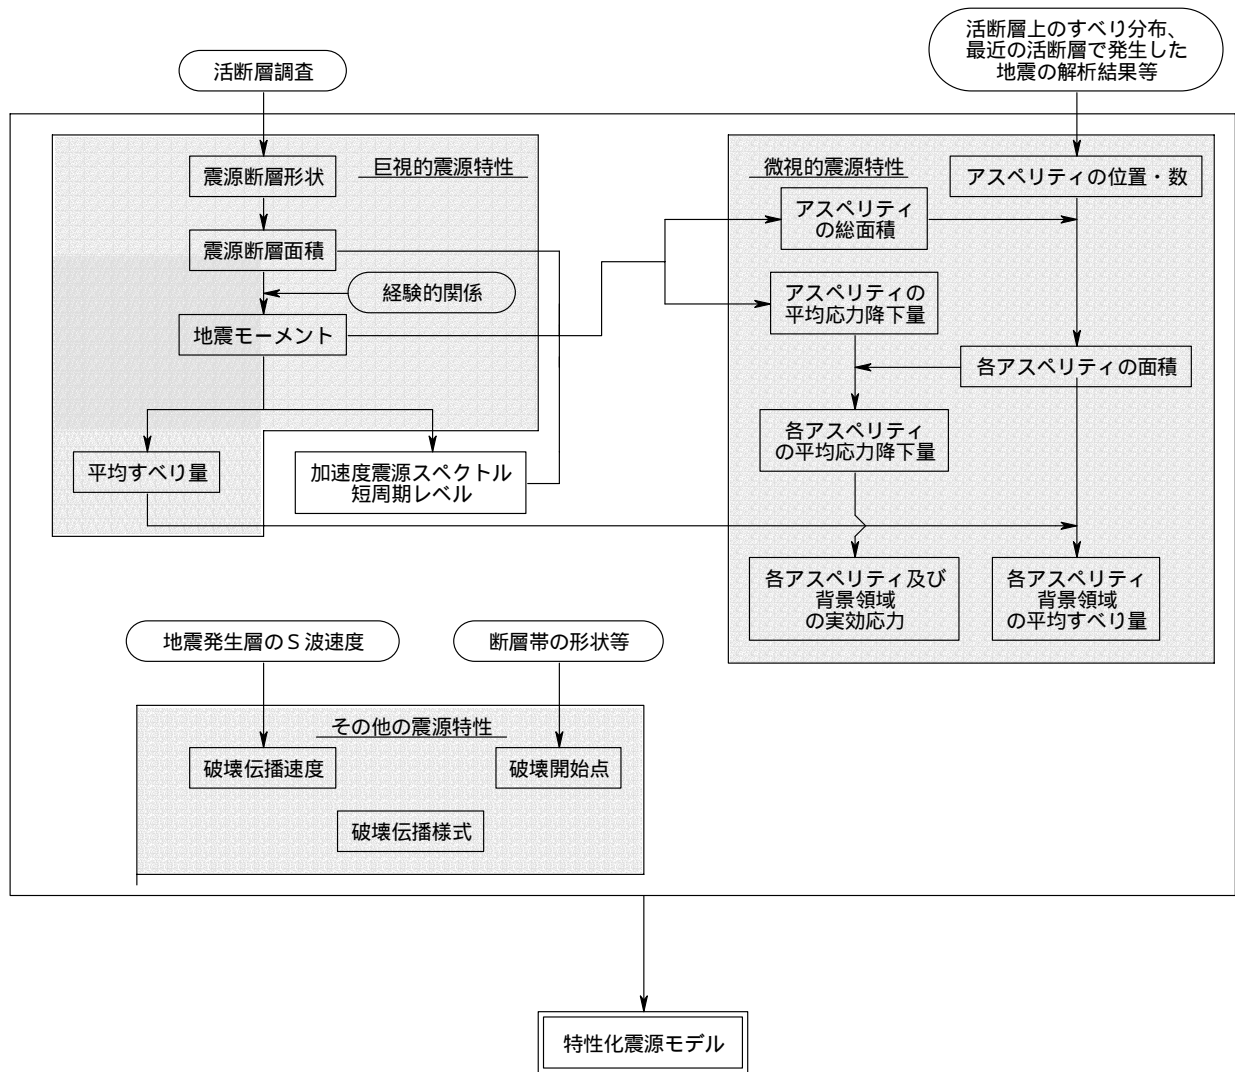 活断層調査
活断層上のすべり分布、
最近の活断層で発生した
地震の解析結果等
巨視的震源特性
震源断層形状
震源断層面積
経験的関係
地震モーメント
平均すべり量
加速度震源スペクトル
短周期レベル
微視的震源特性
アスペリティの位置・数
アスペリティ
の総面積
アスペリティの
平均応力降下量
各アスペリティの面積
各アスペリティ
の平均応力降下量
各アスペリティ及び
背景領域
の実効応力
各アスペリティ
背景領域
の平均すべり量
地震発生層のS波速度
断層帯の形状等
その他の震源特性
破壊伝播速度
破壊開始点
破壊伝播様式
特性化震源モデル